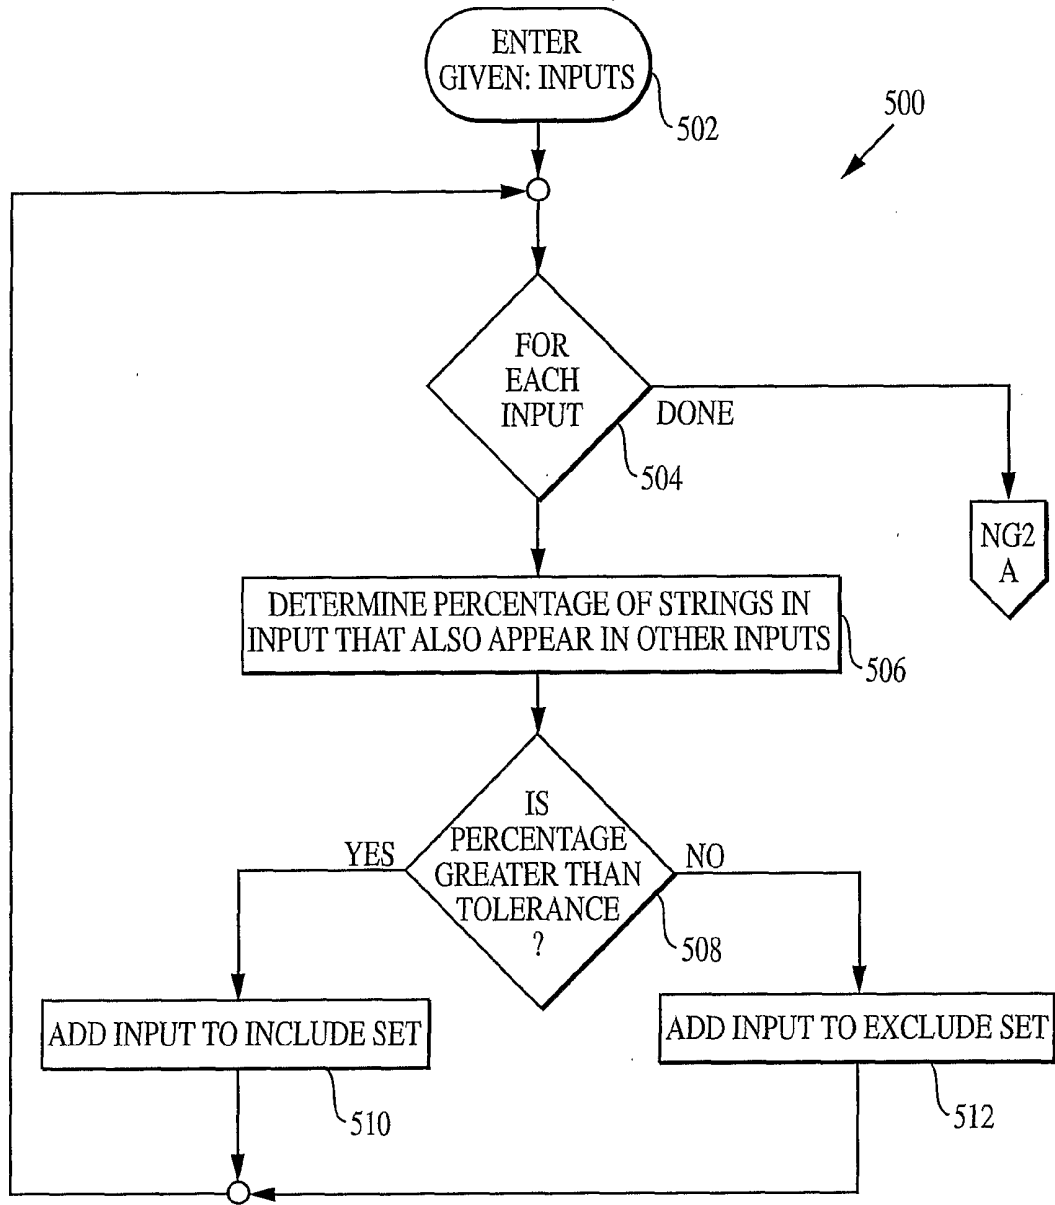 ENTER
GIVEN: INPUTS
502
500
FOR
EACH
INPUT
DONE
504
NG2
A
DETERMINE PERCENTAGE OF STRINGS IN
INPUT THAT ALSO APPEAR IN OTHER INPUTS
506
IS
PERCENTAGE
GREATER THAN
TOLERANCE
?
YES
NO
508
ADD INPUT TO INCLUDE SET
ADD INPUT TO EXCLUDE SET
510
512